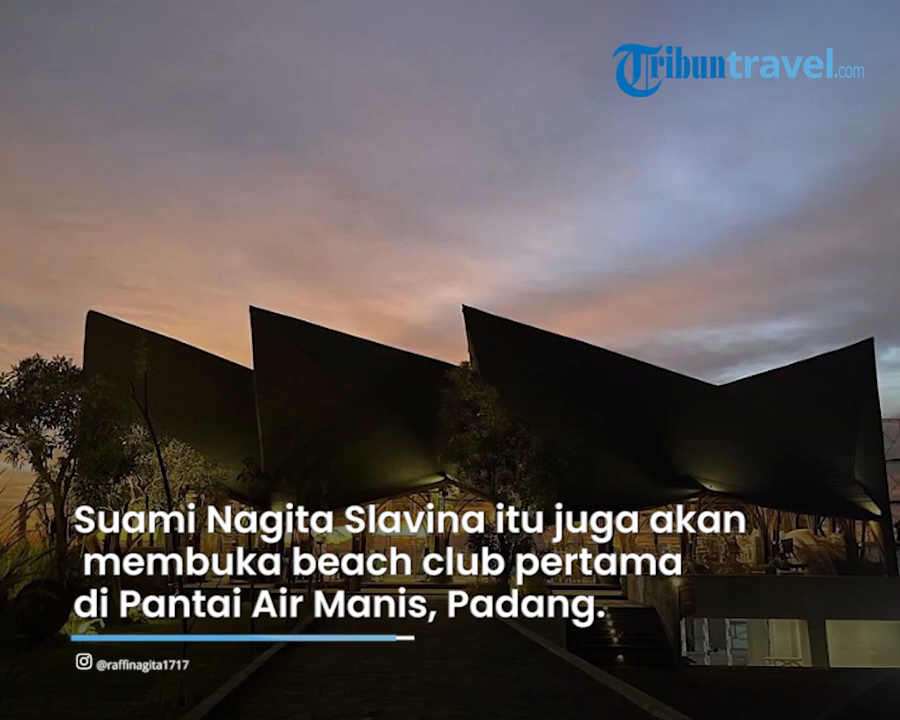 Tribuntravel.com
Suami Nagita Slavina itu juga akan
membuka beach club pertama
di Pantai Air Manis, Padang.
@raffinagita1717